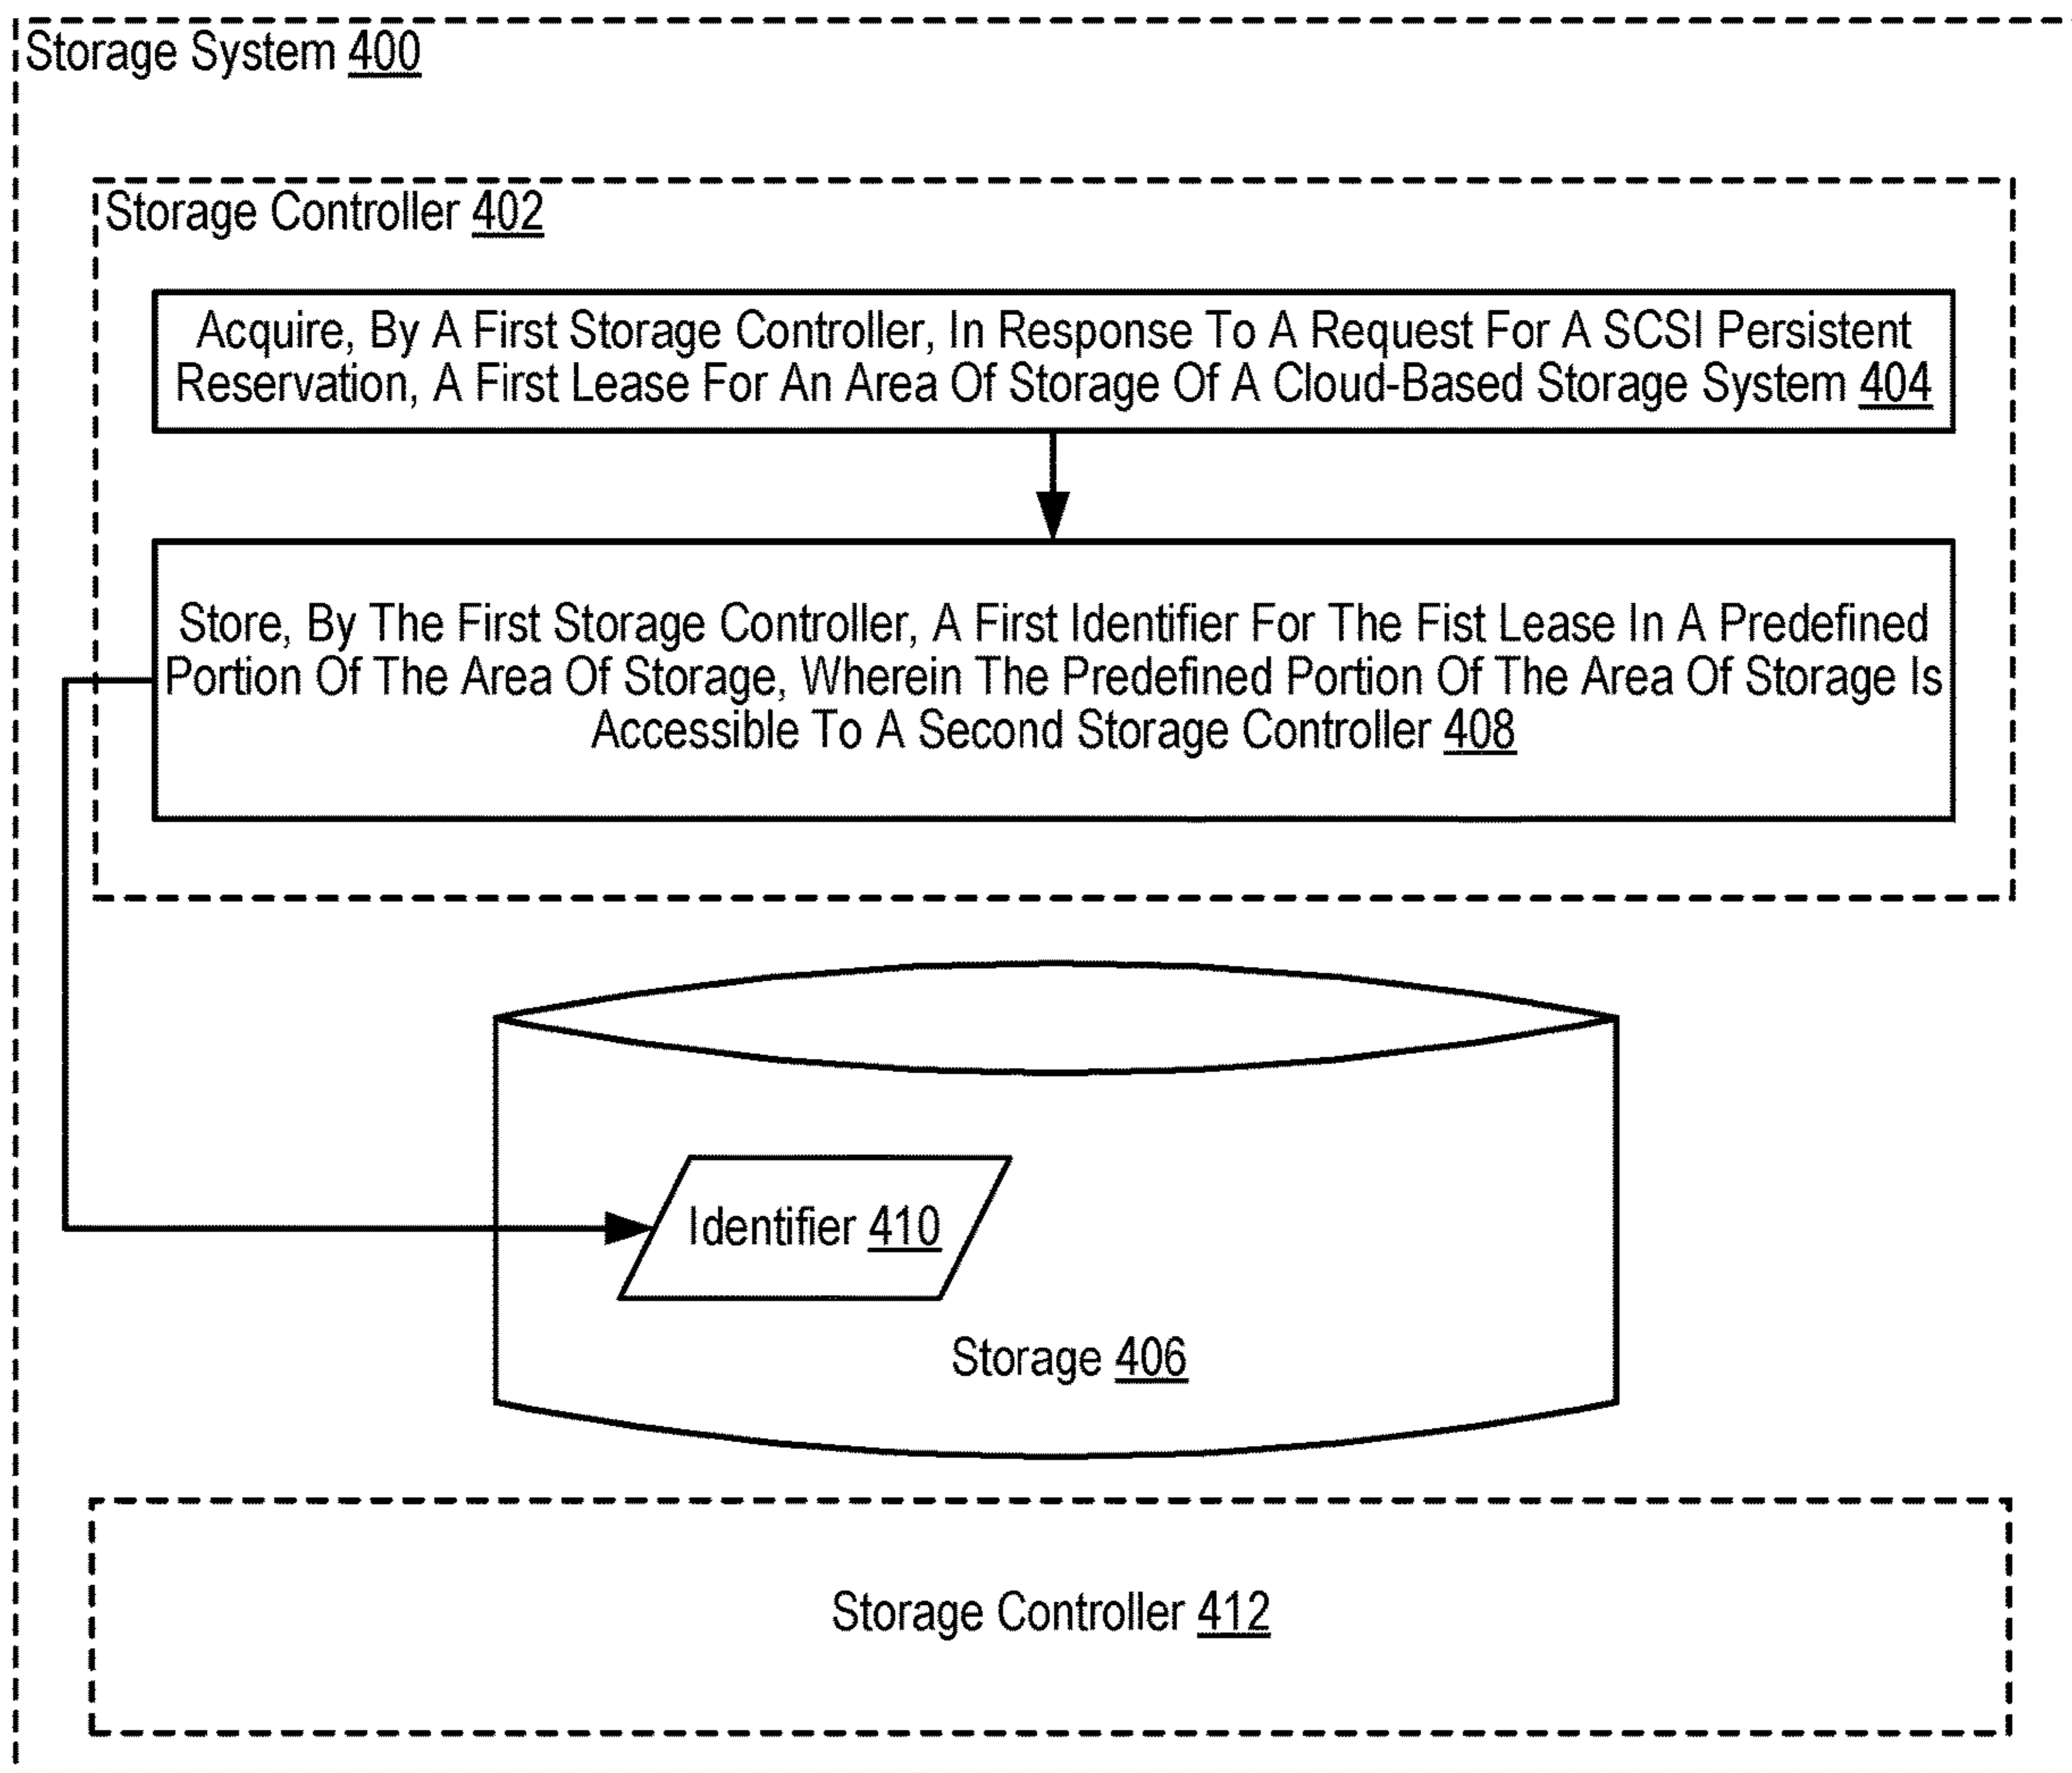 Storage System 400
Storage Controller 402
Acquire, By A First Storage Controller, In Response To A Request For A SCSI Persistent
Reservation, A First Lease For An Area Of Storage Of A Cloud-Based Storage System 404
Store, By The First Storage Controller, A First Identifier For The Fist Lease In A Predefined
Portion Of The Area Of Storage, Wherein The Predefined Portion Of The Area Of Storage Is
Accessible To A Second Storage Controller 408
Identifier 410
Storage 406
Storage Controller 412